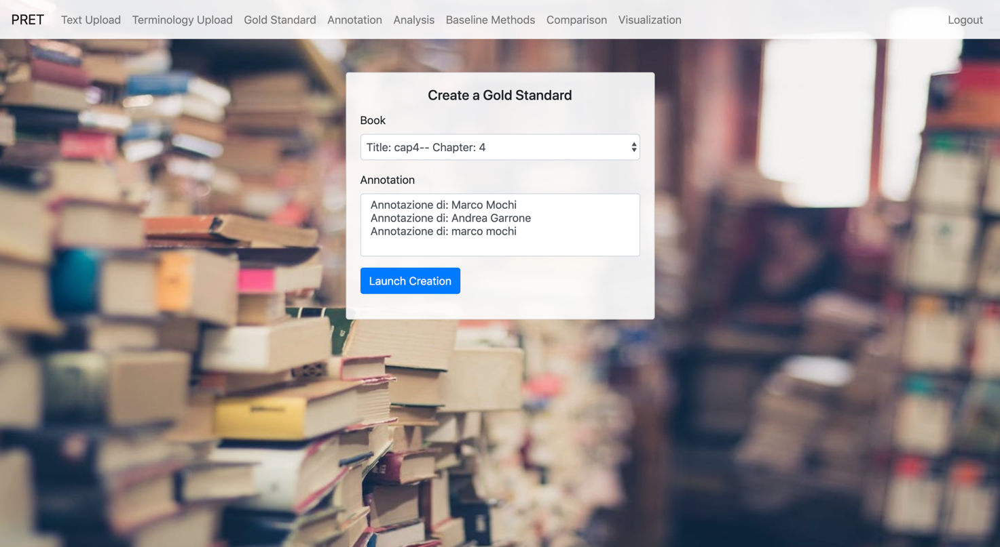 PRET Text Upload Terminology Upload Gold Standard Annotation Analysis Baseline Methods Comparison Visualization Logout
Create a Gold Standard
Book
Title: cap4-- Chapter: 4
Annotation
Annotazione di: Marco Mochi
Annotazione di: Andrea Garrone
Annotazione di: marco mochi
Launch Creation